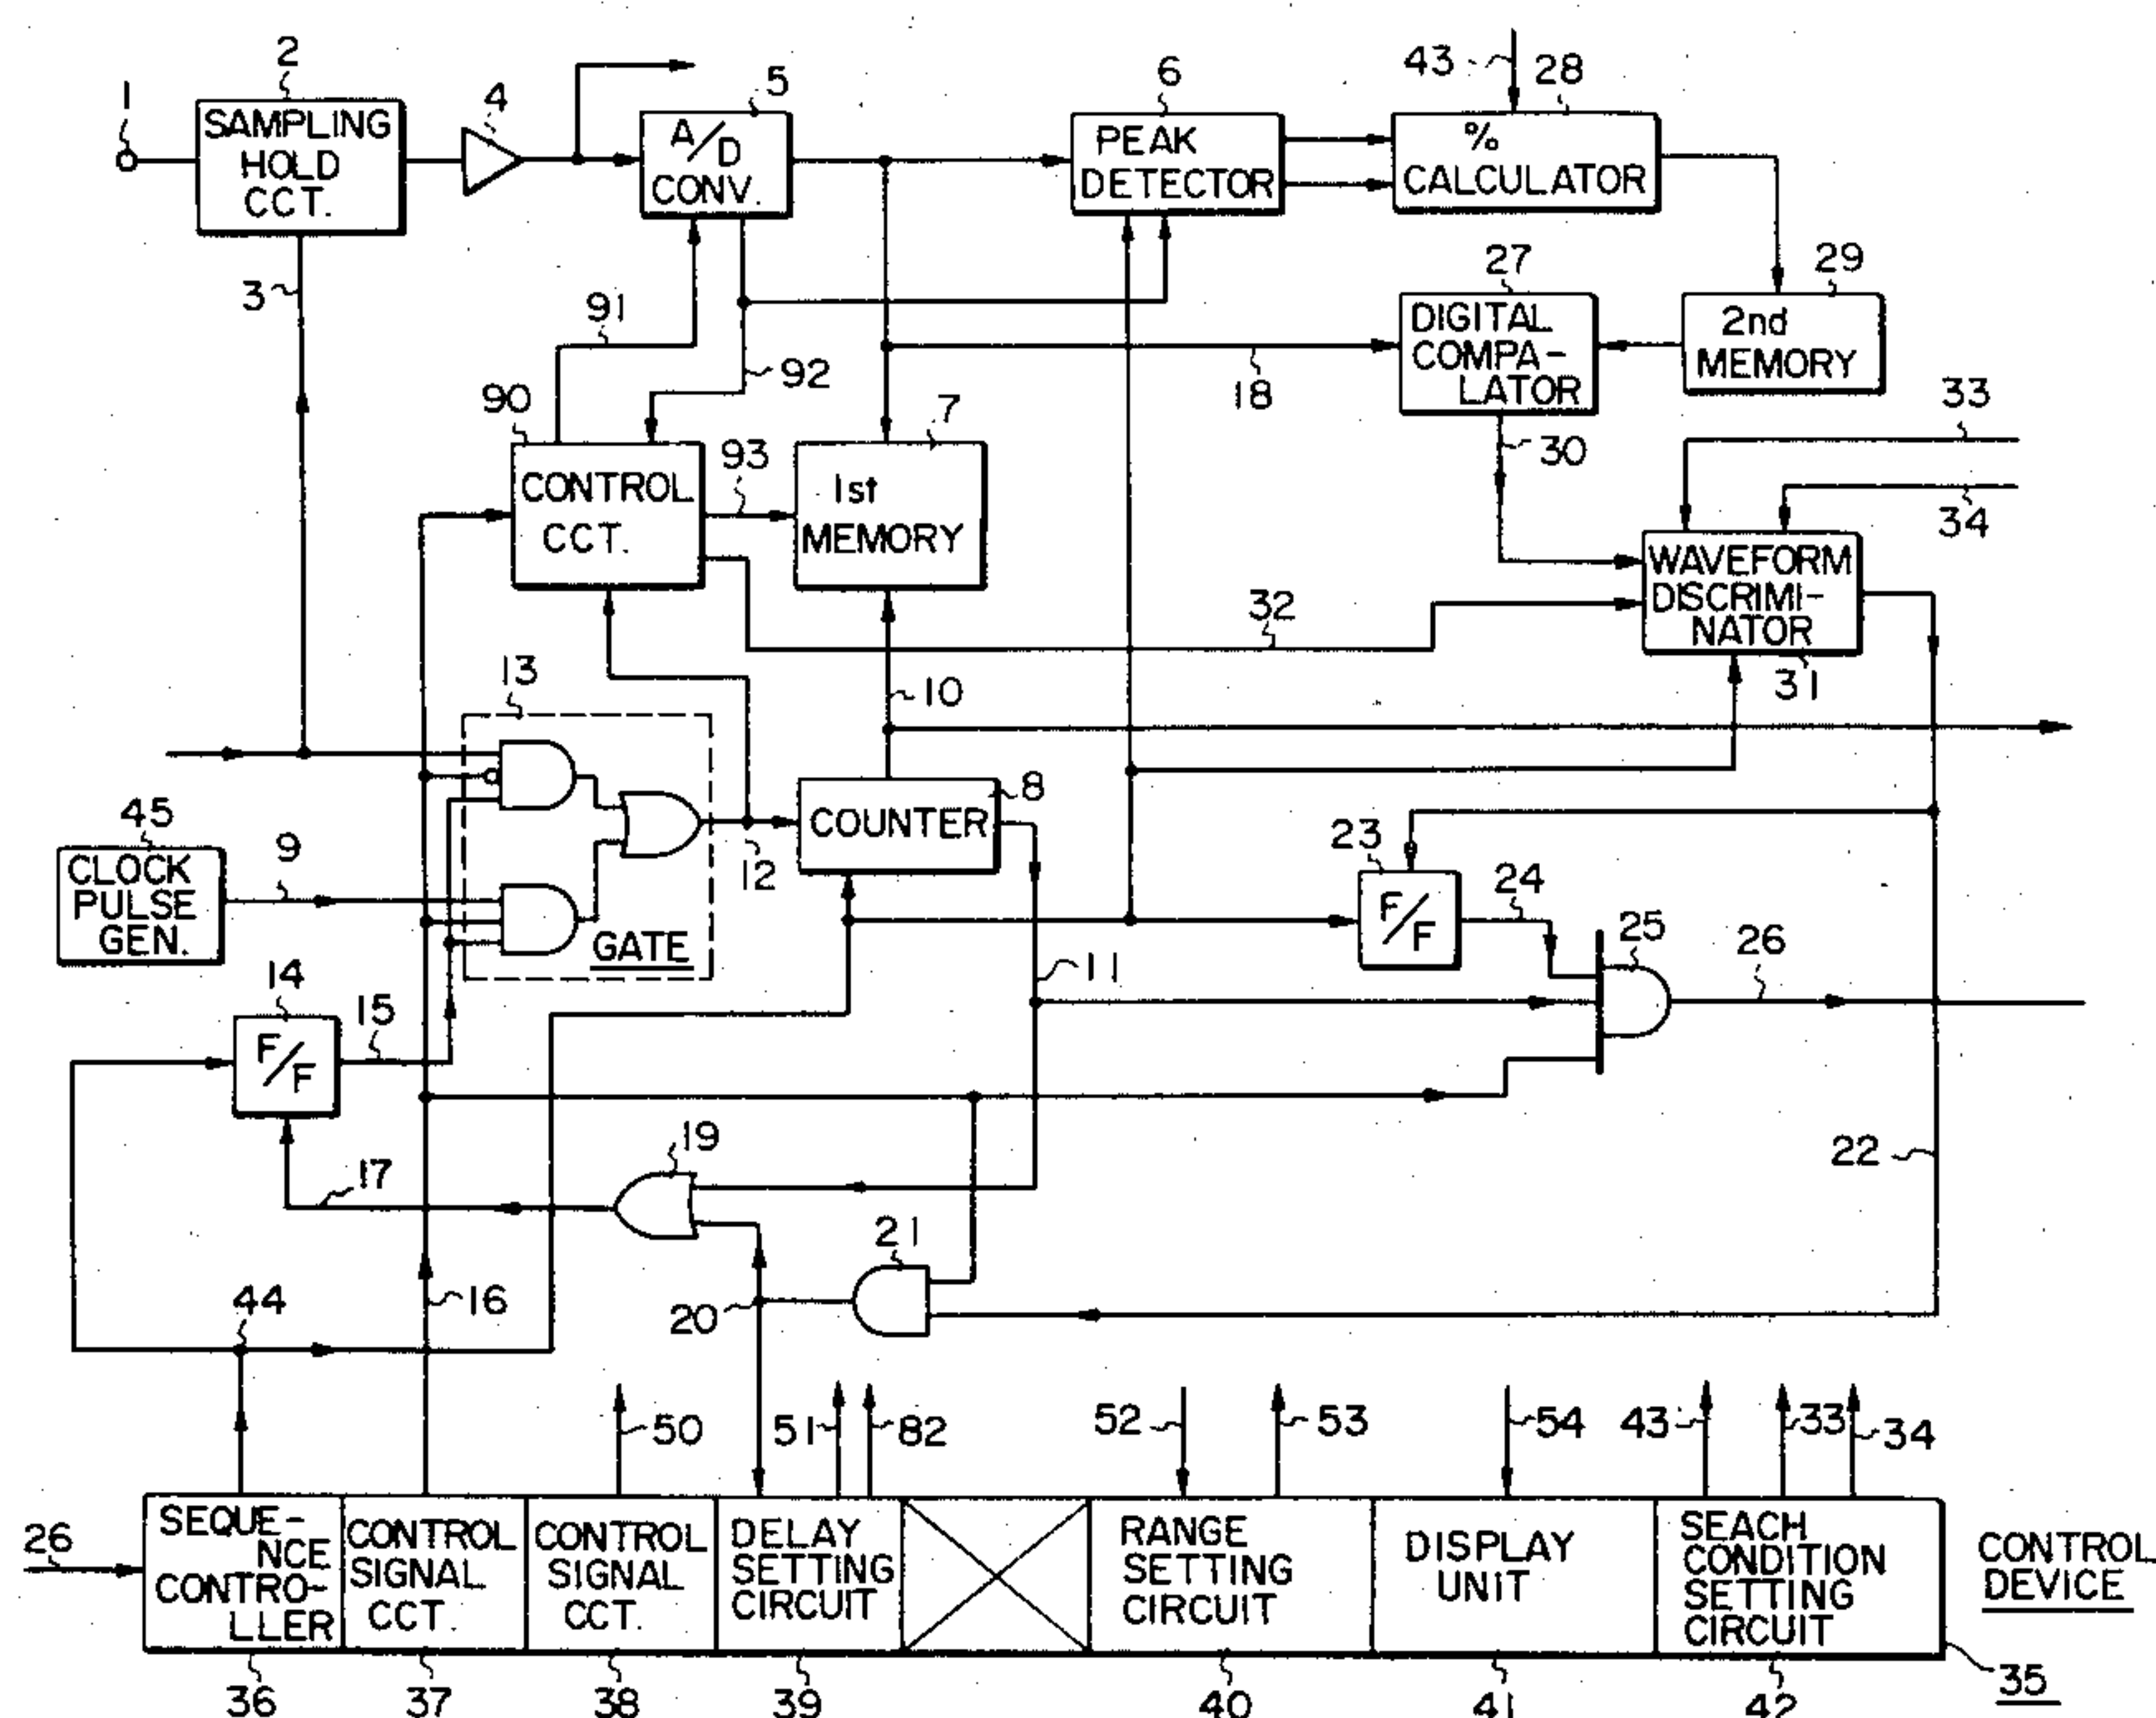 1
2
SAMPLING
HOLD
CCT.
3
4
5
A/D
CONV.
6
PEAK
DETECTOR
43
28
%
CALCULATOR
27
DIGITAL
COMPA-
LATOR
29
2nd
MEMORY
18
30
33
34
91
92
90
CONTROL
CCT.
93
7
1st
MEMORY
WAVEFORM
DISCRIMI-
NATOR
31
32
10
13
GATE
12
8
COUNTER
45
CLOCK
PULSE
GEN.
9
14
F/F
15
11
23
F/F
24
25
26
22
17
19
20
21
44
16
50
51
82
52
53
54
43
33
34
26
SEQUE-
NCE
CONTRO-
LLER
CONTROL
SIGNAL
CCT.
CONTROL
SIGNAL
CCT.
DELAY
SETTING
CIRCUIT
RANGE
SETTING
CIRCUIT
DISPLAY
UNIT
SEACH
CONDITION
SETTING
CIRCUIT
CONTROL
DEVICE
35
36
37
38
39
40
41
42